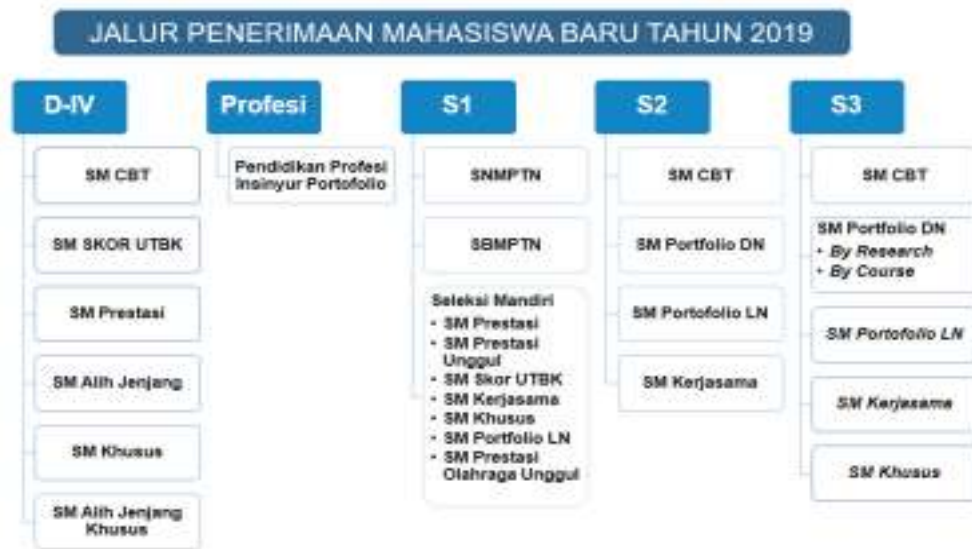 JALUR PENERIMAAN MAHASISWA BARU TAHUN 2019
D-IV
SM CBT
SM SKOR UTBK
SM Prestasi
SM Alih Jenjang
SM Khusus
SM Alih Jenjang
Khusus
Profesi
Pendidikan Profesi
Insinyur Portofolio
S1
SNMPTN
SBMPTN
Seleksi Mandiri
• SM Prestasi
• SM Prestasi
Unggul
• SM Skor UTBK
• SM Kerjasama
• SM Khusus
• SM Portfolio LN
• SM Prestasi
Olahraga Unggul
S2
SM CBT
SM Portfolio DN
SM Portofolio LN
SM Kerjasama
S3
SM CBT
SM Portfolio DN
• By Research
• By Course
SM Portofolio LN
SM Kerjasama
SM Khusus